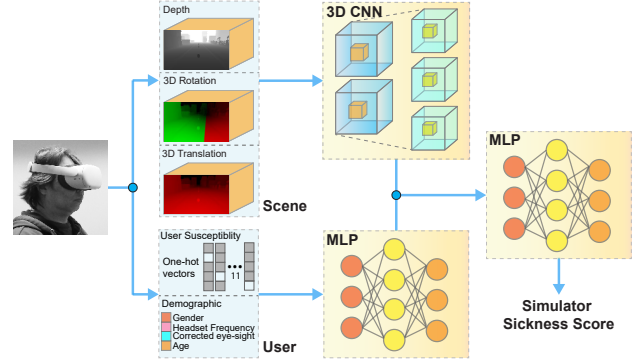 Depth
3D Rotation
3D Translation
Scene
3D CNN
MLP
User Susceptiblity
One-hot
vectors
11
Demographic
Gender
Headset Frequency
Corrected eye-sight
Age
User
MLP
Simulator
Sickness Score